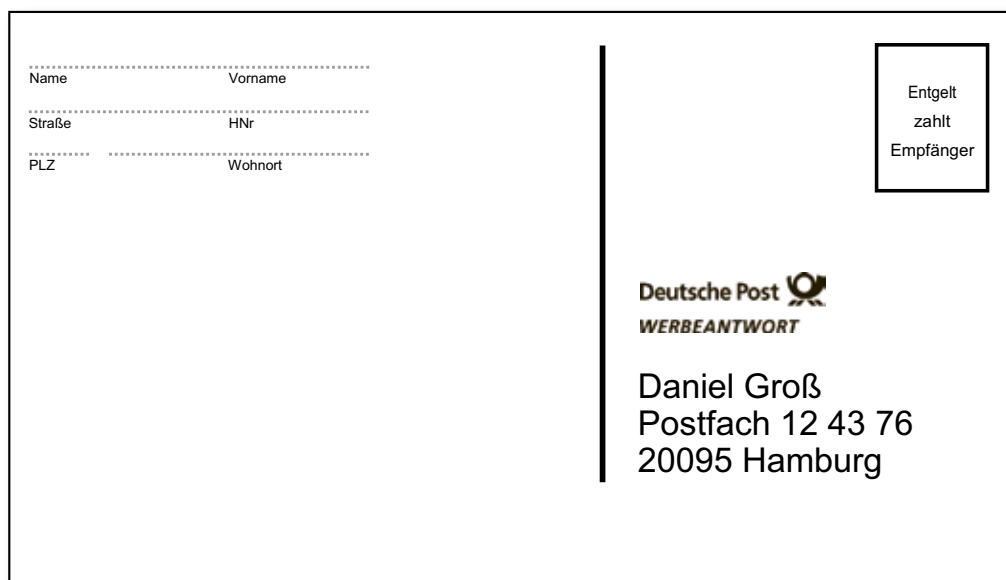 Name Vorname
Straße HNr
PLZ Wohnort
Entgelt
zahlt
Empfänger
Deutsche Post
WERBEANTWORT
Daniel Groß
Postfach 12 43 76
20095 Hamburg